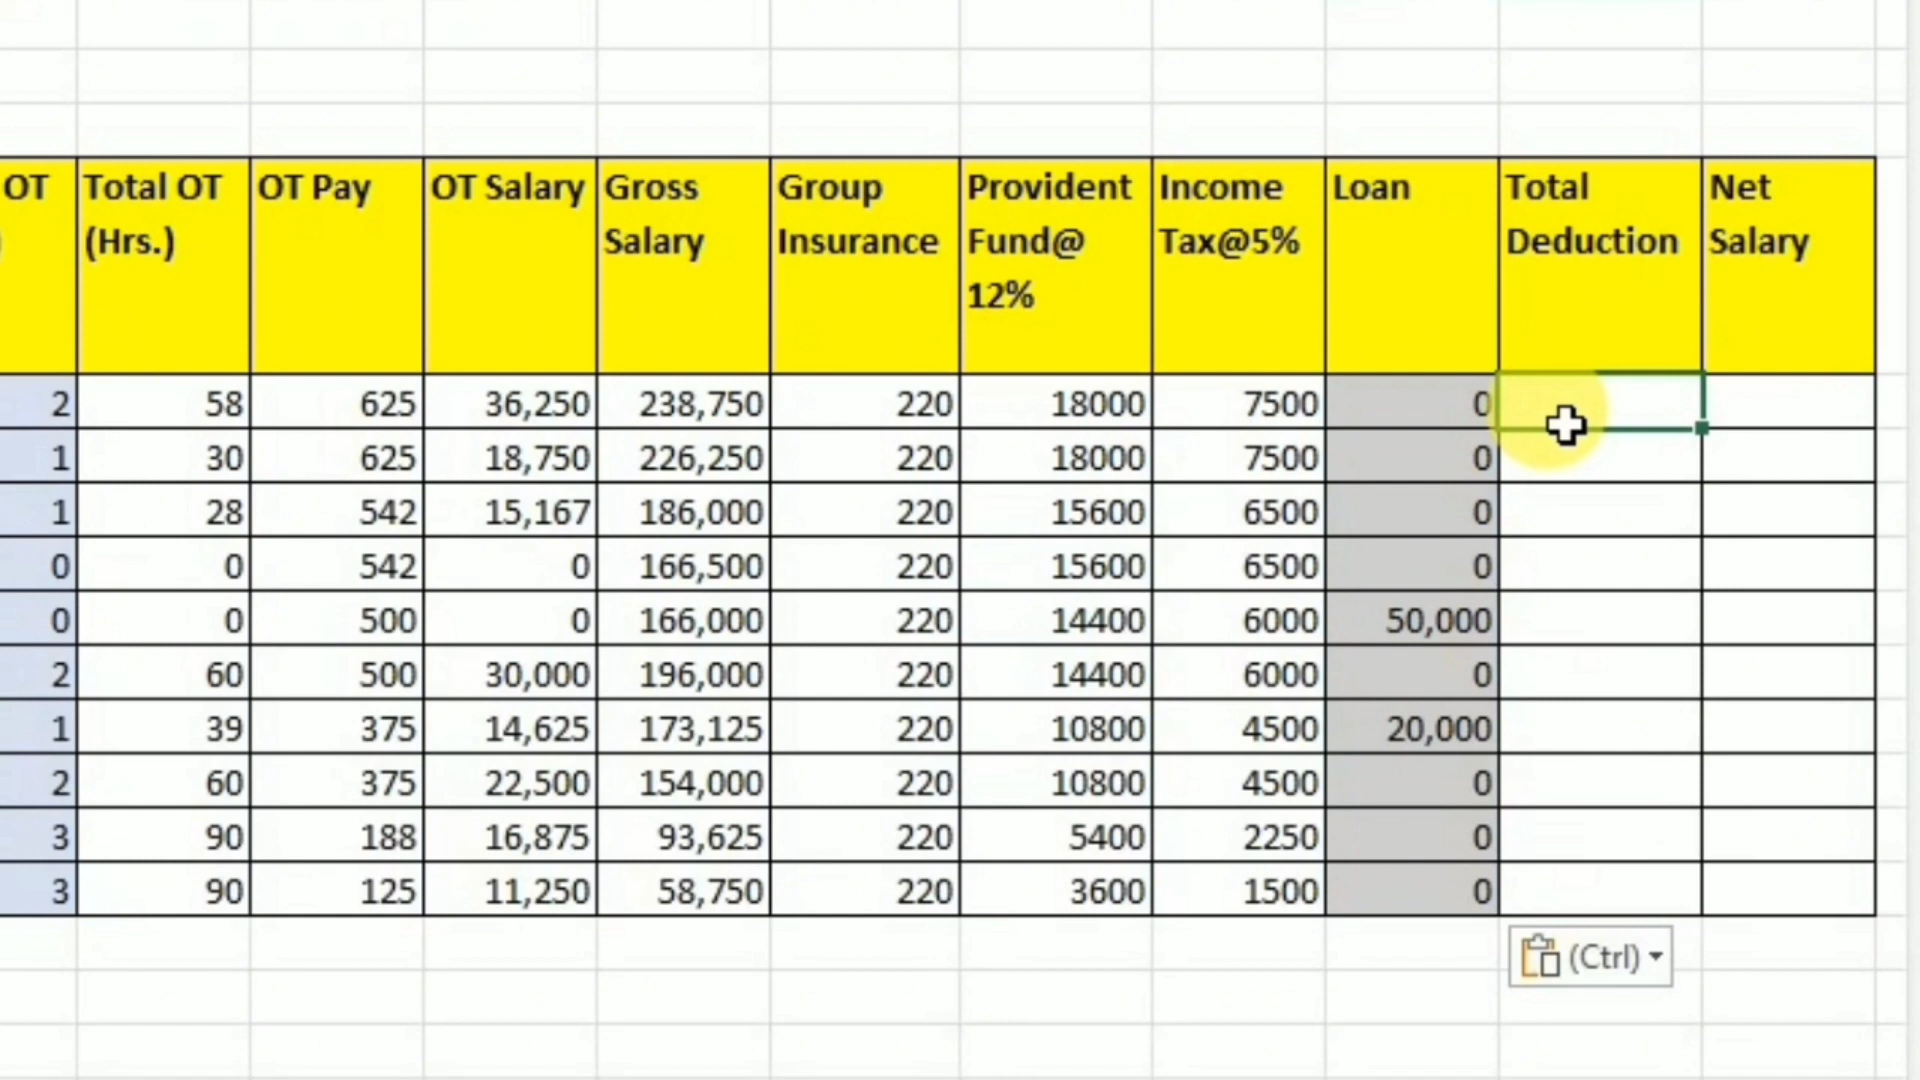 OT Total OT OT Pay OT Salary Gross Group Provident Income Loan Total Net
) (Hrs.) Salary Insurance Fund@ Tax@5% Deduction Salary
12%
2 58 625 36,250 238,750 220 18000 7500 0
1 30 625 18,750 226,250 220 18000 7500 0
1 28 542 15,167 186,000 220 15600 6500 0
0 0 542 0 166,500 220 15600 6500 0
0 0 500 0 166,000 220 14400 6000 50,000
2 60 500 30,000 196,000 220 14400 6000 0
1 39 375 14,625 173,125 220 10800 4500 20,000
2 60 375 22,500 154,000 220 10800 4500 0
3 90 188 16,875 93,625 220 5400 2250 0
3 90 125 11,250 58,750 220 3600 1500 0
(Ctrl)